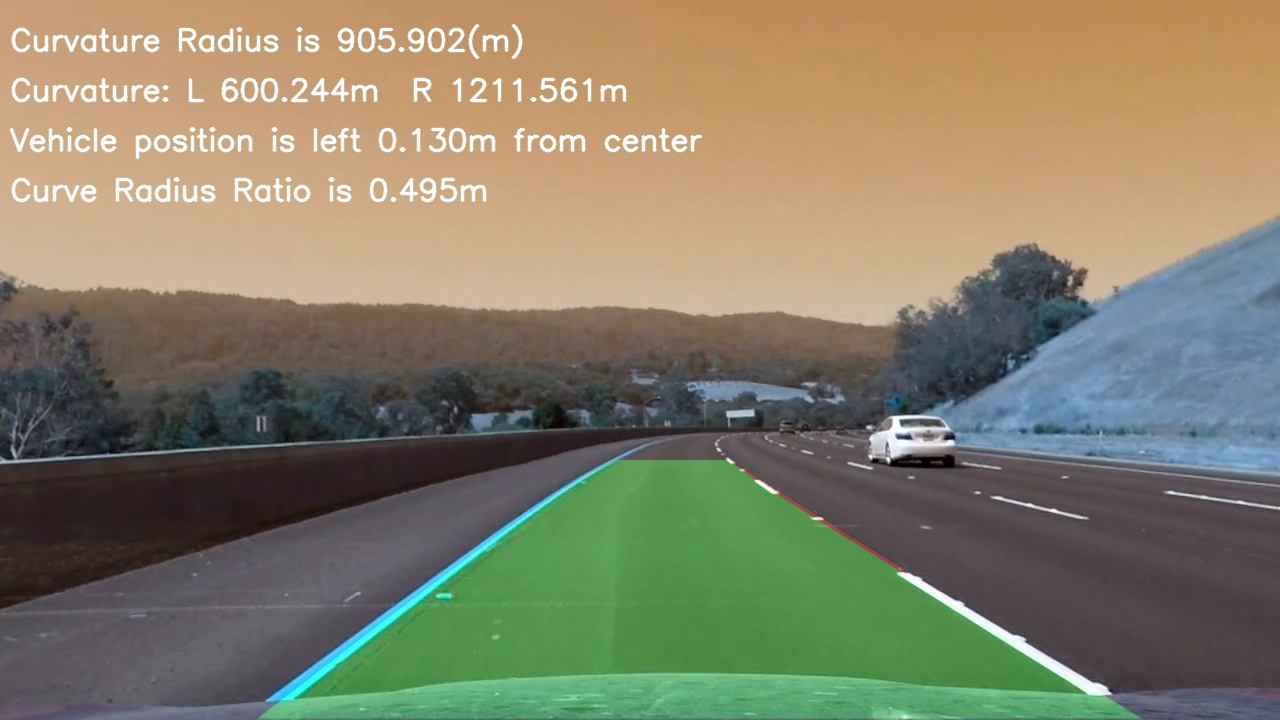 Curvature Radius is 905.902(m)
Curvature: L 600.244m R 1211.561m
Vehicle position is left 0.130m from center
Curve Radius Ratio is 0.495m